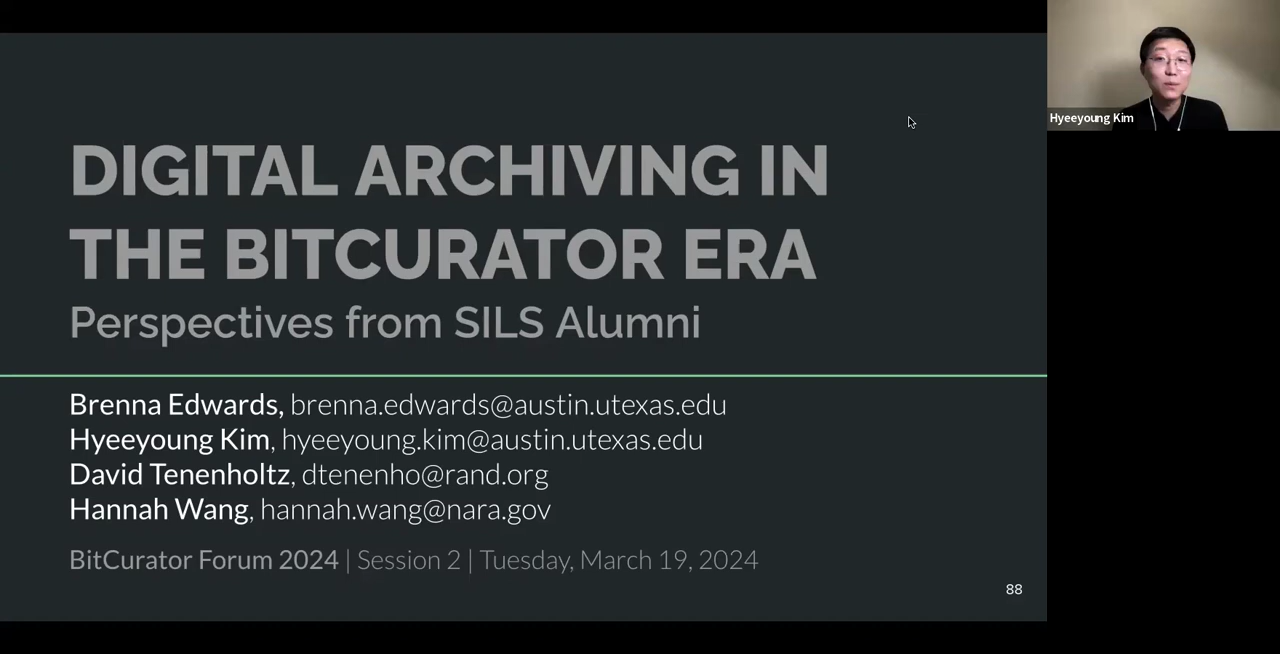 DIGITAL ARCHIVING IN
THE BITCURATOR ERA
Perspectives from SILS Alumni
Brenna Edwards, brenna.edwards@austin.utexas.edu
Hyeeyoung Kim, hyeeyoung.kim@austin.utexas.edu
David Tenenholtz, dtenenho@rand.org
Hannah Wang, hannah.wang@nara.gov
BitCurator Forum 2024 | Session 2 | Tuesday, March 19, 2024
88
Hyeeyoung Kim